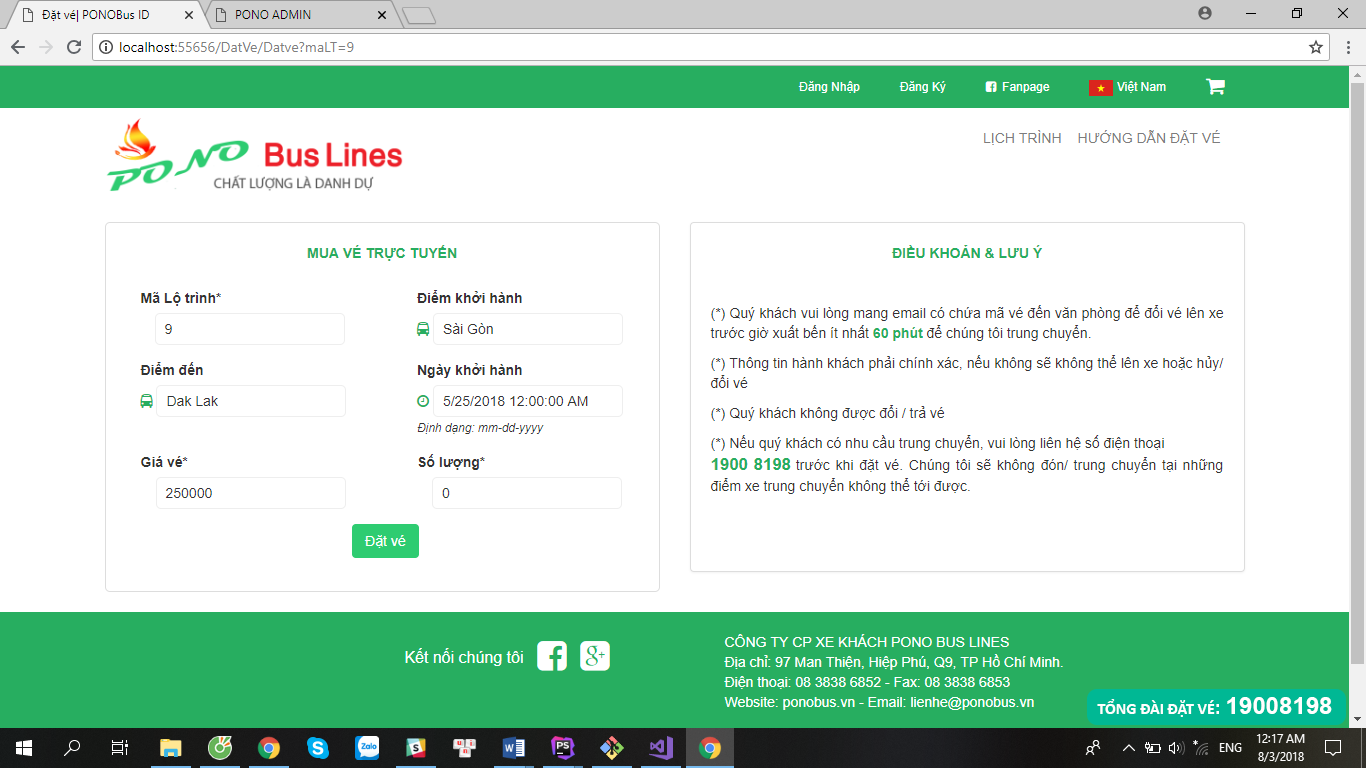 Đặt vé| PONOBus ID
PONO ADMIN
localhost:55656/DatVe/Datve?maLT=9
Đăng Nhập
Đăng Ký
Fanpage
Việt Nam
PONO Bus Lines
CHẤT LƯỢNG LÀ DANH DỰ
LỊCH TRÌNH
HƯỚNG DẪN ĐẶT VÉ
MUA VÉ TRỰC TUYẾN
Mã Lộ trình*
Điểm khởi hành
9
Sài Gòn
Điểm đến
Ngày khởi hành
Dak Lak
5/25/2018 12:00:00 AM
Định dạng: mm-dd-yyyy
Giá vé*
Số lượng*
250000
0
Đặt vé
ĐIỀU KHOẢN & LƯU Ý
(*) Quý khách vui lòng mang email có chứa mã vé đến văn phòng để đổi vé lên xe
trước giờ xuất bến ít nhất 60 phút để chúng tôi trung chuyển.
(*) Thông tin hành khách phải chính xác, nếu không sẽ không thể lên xe hoặc hủy/
đổi vé
(*) Quý khách không được đổi / trả vé
(*) Nếu quý khách có nhu cầu trung chuyển, vui lòng liên hệ số điện thoại
1900 8198 trước khi đặt vé. Chúng tôi sẽ không đón/ trung chuyển tại những
điểm xe trung chuyển không thể tới được.
Kết nối chúng tôi
CÔNG TY CP XE KHÁCH PONO BUS LINES
Địa chỉ: 97 Man Thiện, Hiệp Phú, Q9, TP Hồ Chí Minh.
Điện thoại: 08 3838 6852 - Fax: 08 3838 6853
Website: ponobus.vn - Email: lienhe@ponobus.vn
TỔNG ĐÀI ĐẶT VÉ: 19008198
Zalo
ENG
12:17 AM
8/3/2018